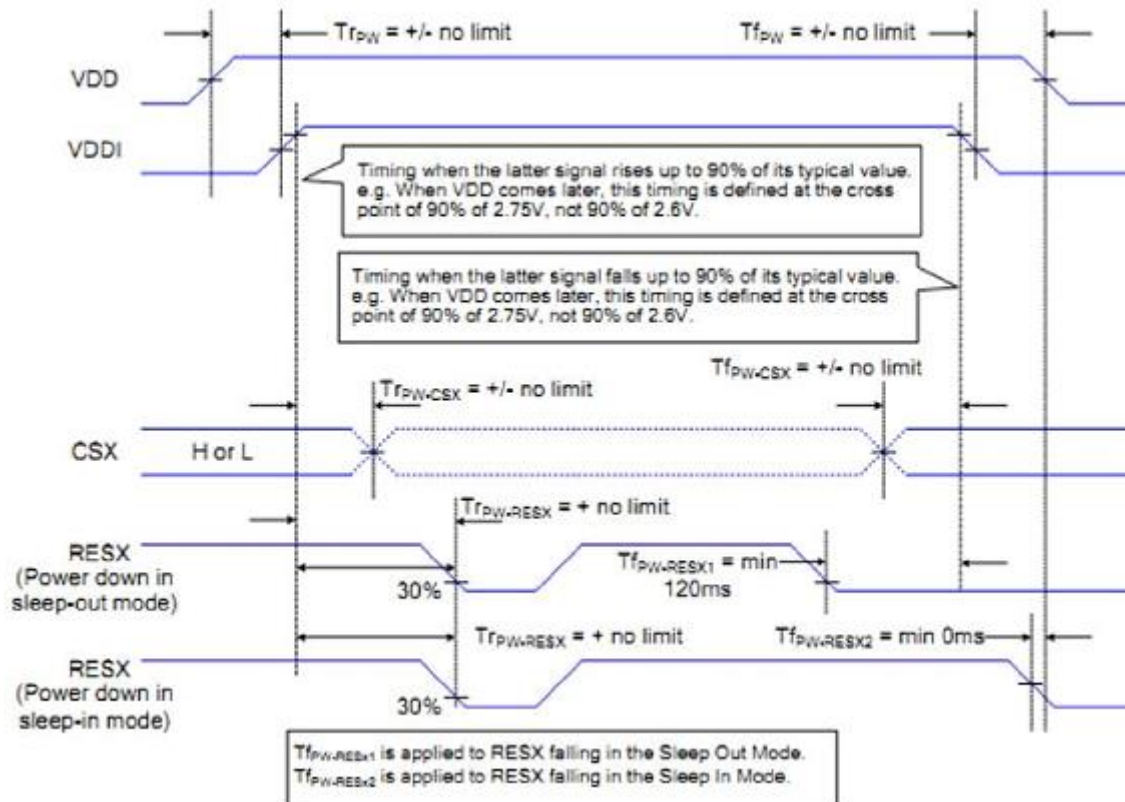 TrPW = +/- no limit
TfPW = +/- no limit
VDD
VDDI
Timing when the latter signal rises up to 90% of its typical value.
e.g. When VDD comes later, this timing is defined at the cross
point of 90% of 2.75V, not 90% of 2.6V.
Timing when the latter signal falls up to 90% of its typical value.
e.g. When VDD comes later, this timing is defined at the cross
point of 90% of 2.75V, not 90% of 2.6V.
TrPW-CSX = +/- no limit
TfPW-CSX = +/- no limit
CSX
H or L
TrPW-RESX = + no limit
RESX
(Power down in
sleep-out mode)
30%
TfPW-RESX1 = min
120ms
TrPW-RESX = + no limit
TfPW-RESX2 = min 0ms
RESX
(Power down in
sleep-in mode)
30%
TfPW-RESx1 is applied to RESX falling in the Sleep Out Mode.
TfPW-RESx2 is applied to RESX falling in the Sleep In Mode.